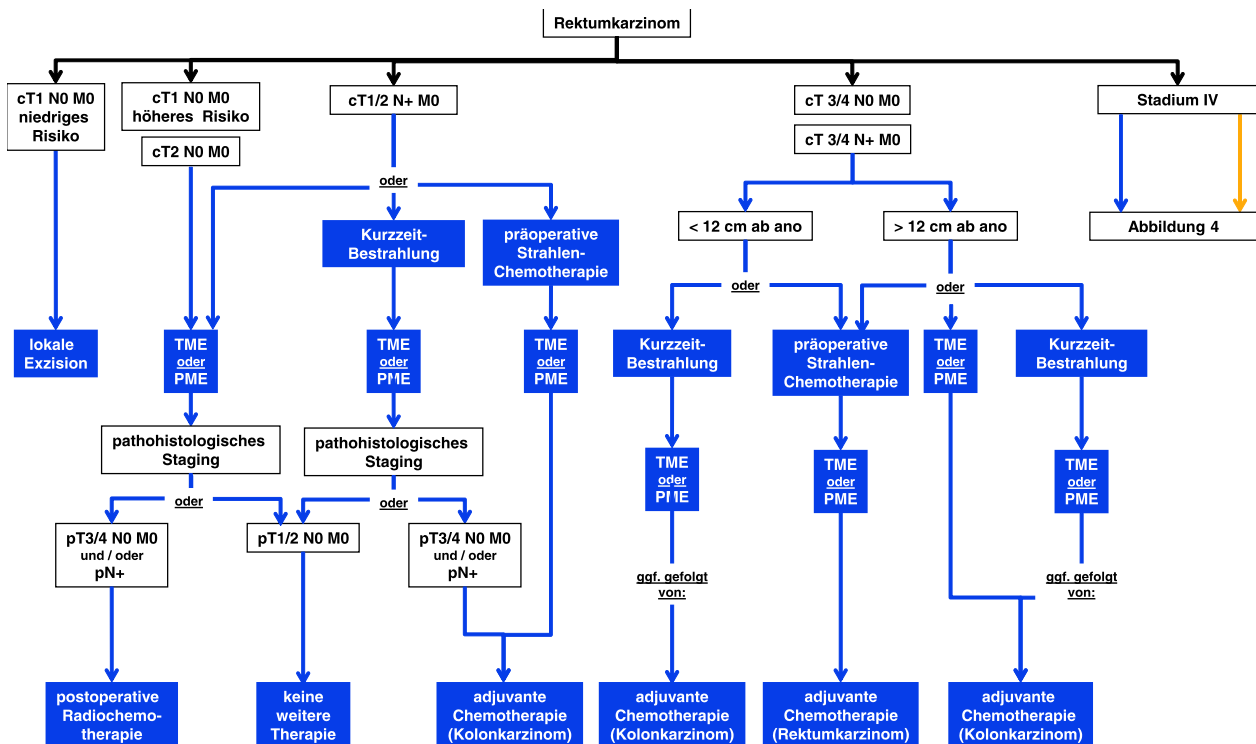 Rektumkarzinom
cT1 N0 M0
niedriges
Risiko
cT1 N0 M0
höheres Risiko
cT2 N0 M0
cT1/2 N+ M0
cT 3/4 N0 M0
cT 3/4 N+ M0
Stadium IV
oder
Kurzzeit-
Bestrahlung
präoperative
Strahlen-
Chemotherapie
< 12 cm ab ano
> 12 cm ab ano
Abbildung 4
oder
oder
lokale
Exzision
TME
oder
PME
TME
oder
PME
TME
oder
PME
Kurzzeit-
Bestrahlung
präoperative
Strahlen-
Chemotherapie
TME
oder
PME
Kurzzeit-
Bestrahlung
pathohistologisches
Staging
pathohistologisches
Staging
TME
oder
PME
TME
oder
PME
TME
oder
PME
oder
oder
pT3/4 N0 M0
und / oder
pN+
pT1/2 N0 M0
pT3/4 N0 M0
und / oder
pN+
ggf. gefolgt
von:
ggf. gefolgt
von:
postoperative
Radiochemo-
therapie
keine
weitere
Therapie
adjuvante
Chemotherapie
(Kolonkarzinom)
adjuvante
Chemotherapie
(Kolonkarzinom)
adjuvante
Chemotherapie
(Rektumkarzinom)
adjuvante
Chemotherapie
(Kolonkarzinom)